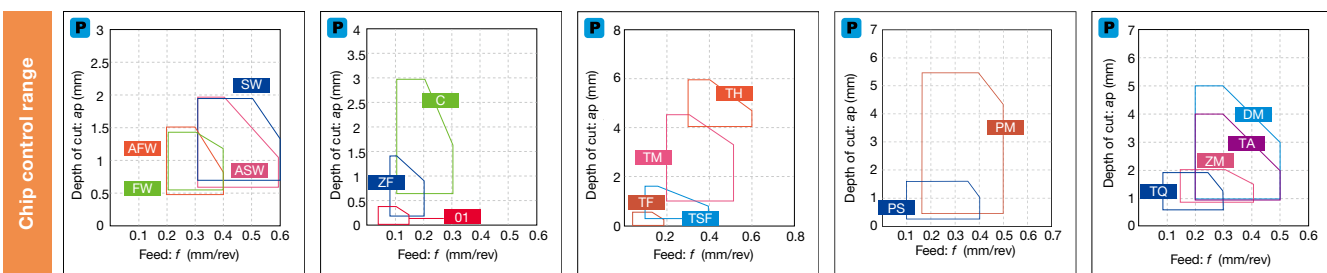 Chip control range
P
Depth of cut: ap (mm)
3
2.5
2
1.5
1
0.5
SW
AFW
ASW
FW
0.1 0.2 0.3 0.4 0.5 0.6
Feed: f (mm/rev)
P
Depth of cut: ap (mm)
4
3.5
3
2.5
2
1.5
1
0.5
0
C
ZF
01
0.1 0.2 0.3 0.4 0.5 0.6
Feed: f (mm/rev)
P
Depth of cut: ap (mm)
8
6
4
2
0
TH
TM
TF
TSF
0.2 0.4 0.6 0.8
Feed: f (mm/rev)
P
Depth of cut: ap (mm)
7
6
5
4
3
2
1
0
PM
PS
0.1 0.2 0.3 0.4 0.5 0.6 0.7
Feed: f (mm/rev)
P
Depth of cut: ap (mm)
7
6
5
4
3
2
1
0
DM
TA
ZM
TQ
0.1 0.2 0.3 0.4 0.5 0.6
Feed: f (mm/rev)